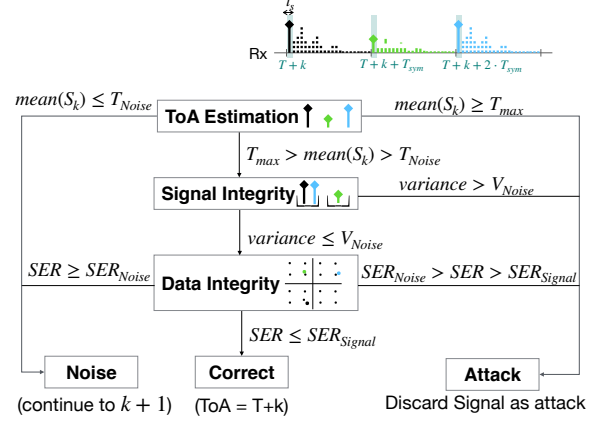 t_s
Rx
T + k
T + k + T_sym
T + k + 2 · T_sym
mean(S_k) ≤ T_Noise
ToA Estimation
mean(S_k) ≥ T_max
T_max > mean(S_k) > T_Noise
Signal Integrity
variance > V_Noise
variance ≤ V_Noise
SER ≥ SER_Noise
Data Integrity
SER_Noise > SER > SER_Signal
SER ≤ SER_Signal
Noise
Correct
Attack
(continue to k + 1)
(ToA = T+k)
Discard Signal as attack